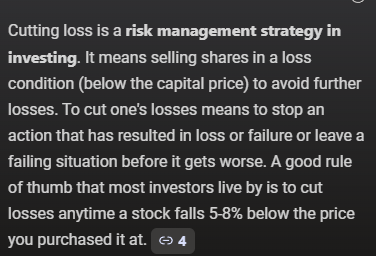 Cutting loss is a risk management strategy in
investing. It means selling shares in a loss
condition (below the capital price) to avoid further
losses. To cut one's losses means to stop an
action that has resulted in loss or failure or leave a
failing situation before it gets worse. A good rule
of thumb that most investors live by is to cut
losses anytime a stock falls 5-8% below the price
you purchased it at. 4